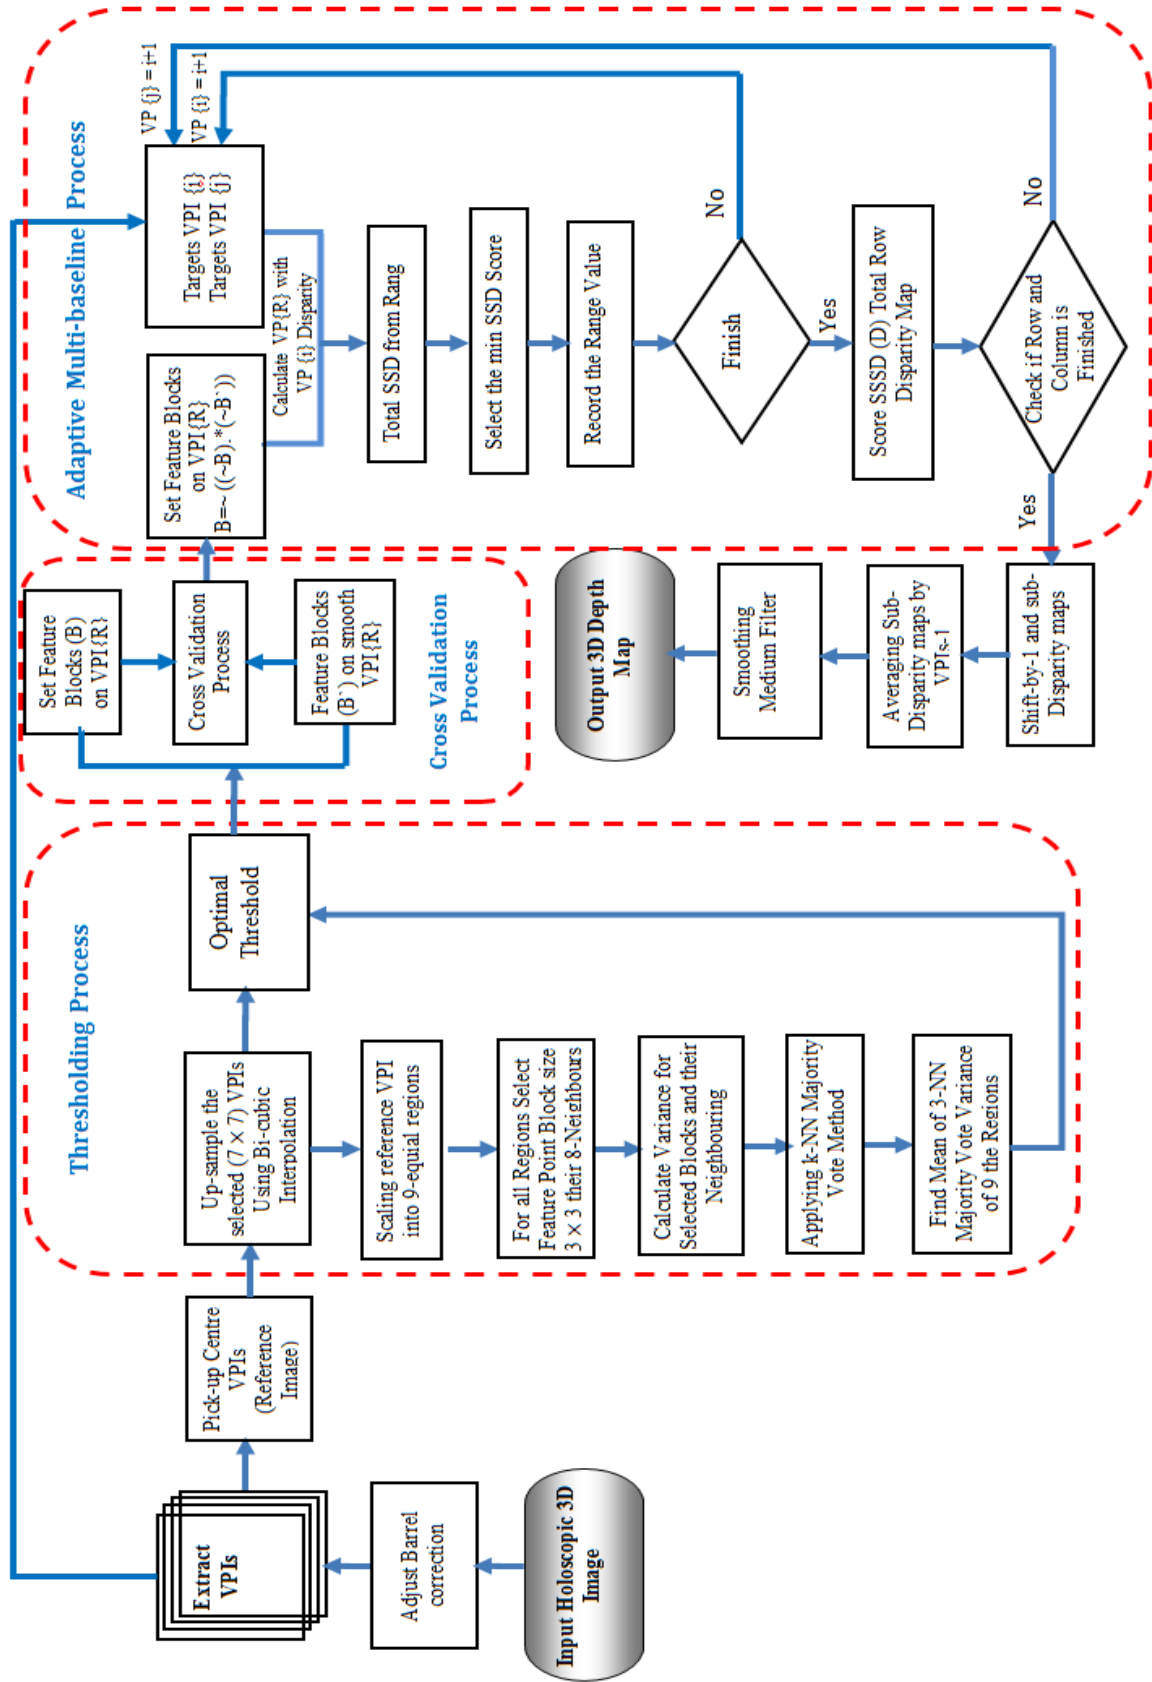 Input Holoscopic 3D
Image
Adjust Barrel
correction
Extract
VPIs
Pick-up Centre
VPIs
(Reference
Image)
Thresholding Process
Up-sample the
selected (7 × 7) VPIs
Using Bi-cubic
Interpolation
Optimal
Threshold
Scaling reference VPI
into 9-equial regions
For all Regions Select
Feature Point Block size
3 × 3 their 8-Neighbours
Calculate Variance for
Selected Blocks and their
Neighbouring
Applying k-NN Majority
Vote Method
Find Mean of 3-NN
Majority Vote Variance
of 9 the Regions
Set Feature
Blocks (B)
on VPI{R}
Cross Validation
Process
Feature Blocks
(B`) on smooth
VPI{R}
Cross Validation
Process
Adaptive Multi-baseline Process
Set Feature Blocks
on VPI{R}
B=~ ((~B).*(~B`))
Targets VPI {i}
Targets VPI {j}
VP {j} = i+1
VP {i} = i+1
Calculate VP{R} with
VP {i} Disparity
Total SSD from Rang
Select the min SSD Score
Record the Range Value
Finish
No
Yes
Score SSSD (D) Total Row
Disparity Map
Check if Row and
Column is
Finished
No
Yes
Shift-by-1 and sub-
Disparity maps
Averaging Sub-
Disparity maps by
VPIs-1
Smoothing
Medium Filter
Output 3D Depth
Map